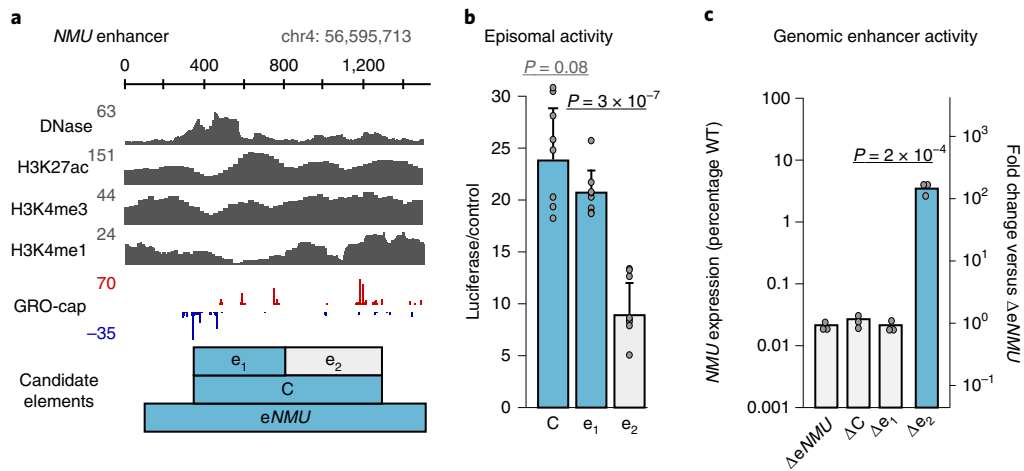 a
NMU enhancer
chr4: 56,595,713
0 400 800 1,200
DNase 63
H3K27ac 151
H3K4me3 44
H3K4me1 24
70
GRO-cap
–35
Candidate elements
e1 e2
C
eNMU
b
Episomal activity
P = 0.08
P = 3 × 10–7
Luciferase/control
30
25
20
15
10
5
0
C e1 e2
c
Genomic enhancer activity
P = 2 × 10–4
NMU expression (percentage WT)
100
10
1
0.1
0.01
0.001
ΔeNMU ΔC Δe1 Δe2
Fold change versus ΔeNMU
103
102
101
100
10–1